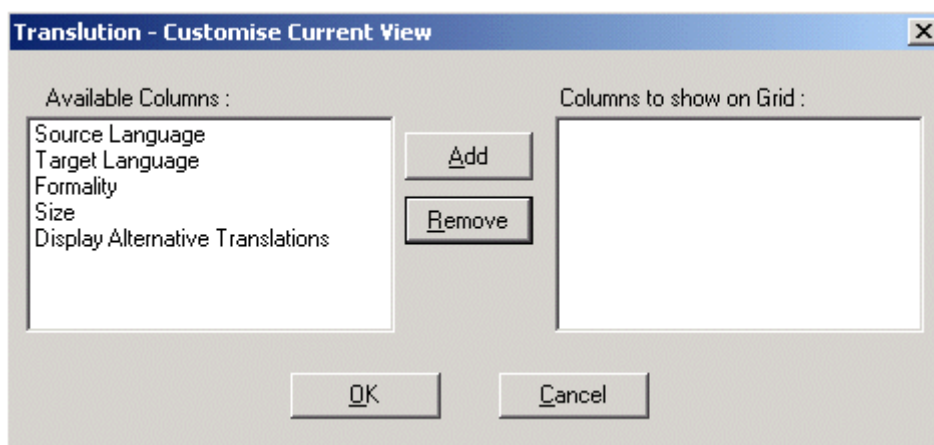 Translution - Customise Current View
Available Columns :
Source Language
Target Language
Formality
Size
Display Alternative Translations
Add
Remove
Columns to show on Grid :
OK
Cancel